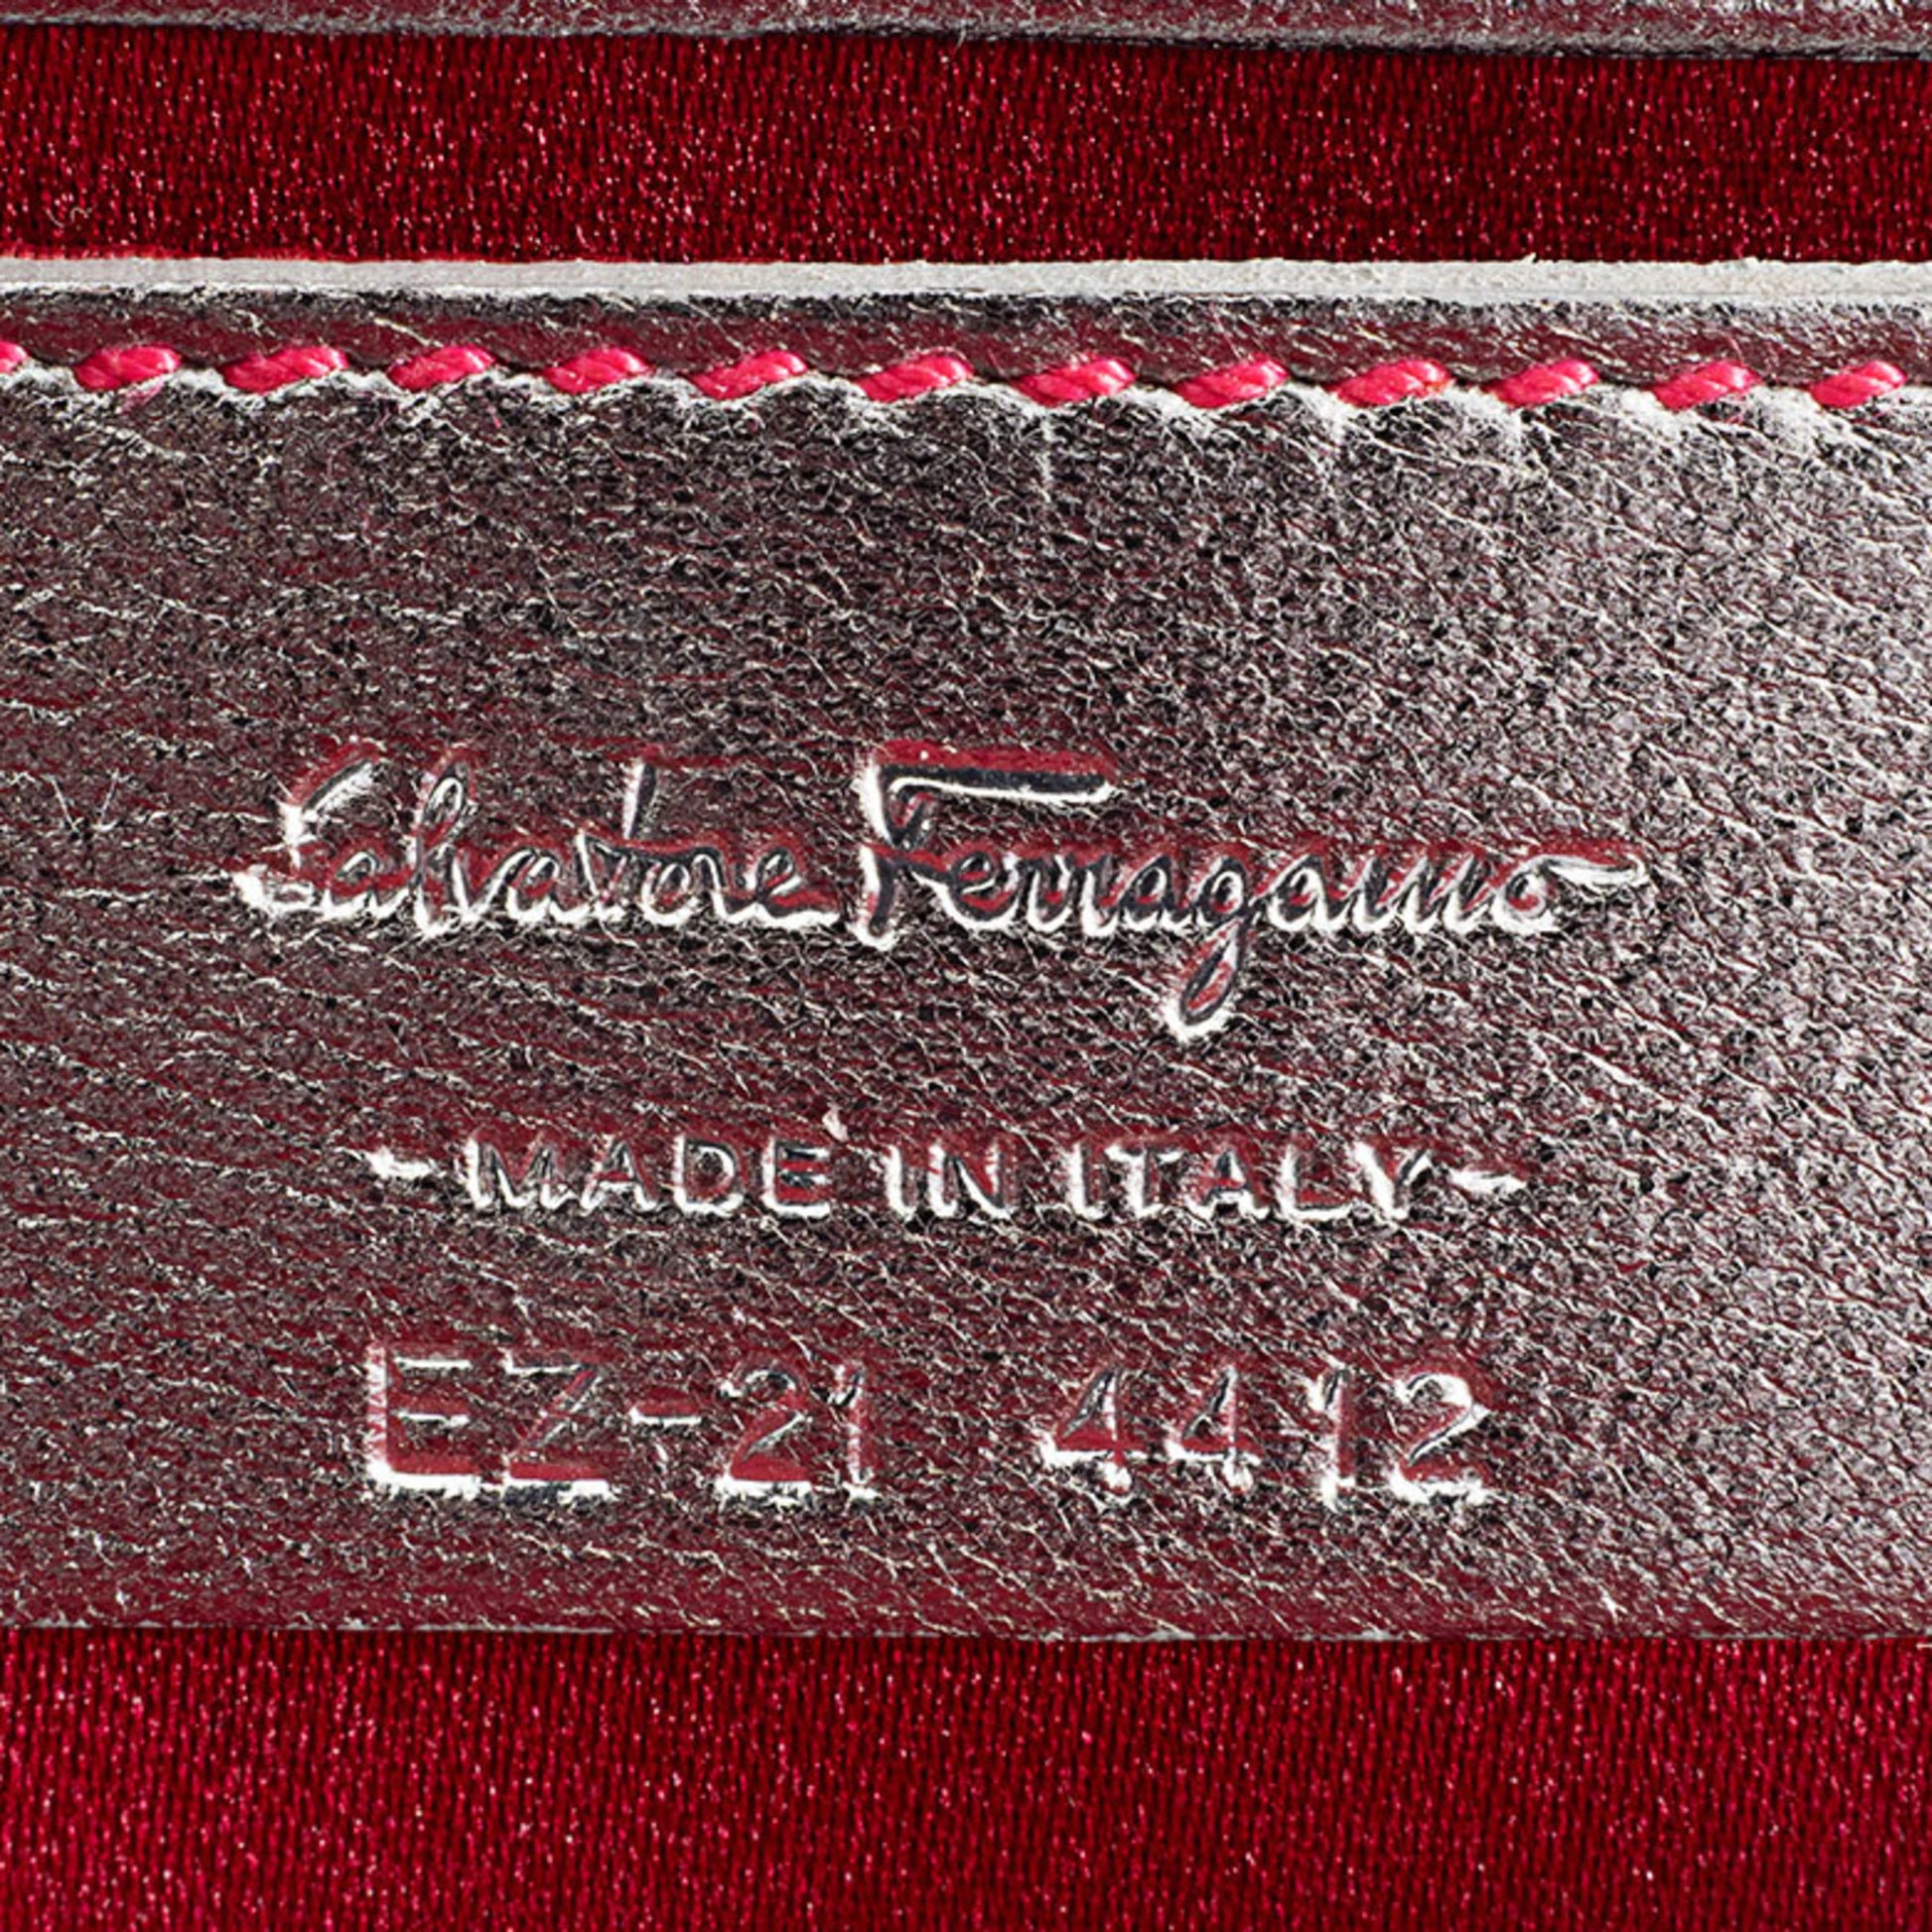 Salvatore Ferragamo
-MADE IN ITALY-
EZ-21 4412